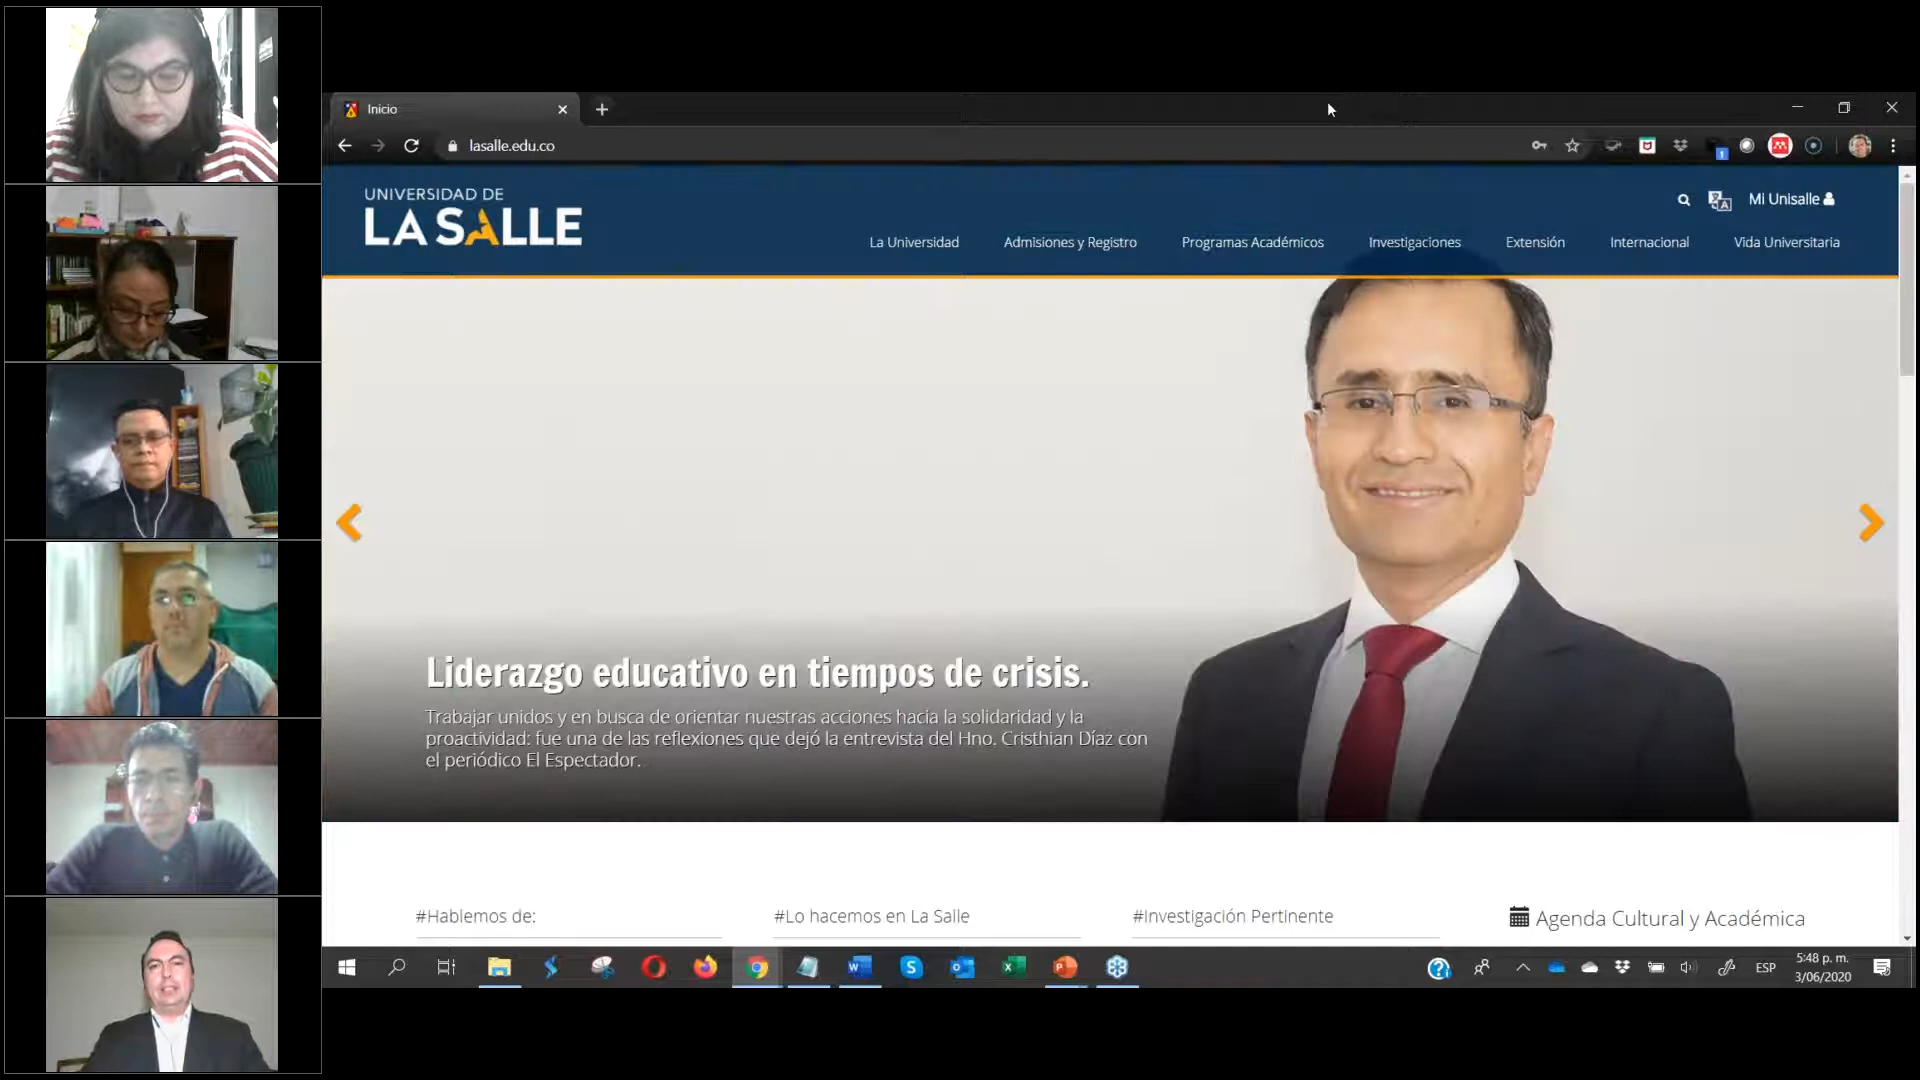 Inicio
lasalle.edu.co
UNIVERSIDAD DE
LA SALLE
Mi Unisalle
La Universidad
Admisiones y Registro
Programas Académicos
Investigaciones
Extensión
Internacional
Vida Universitaria
Liderazgo educativo en tiempos de crisis.
Trabajar unidos y en busca de orientar nuestras acciones hacia la solidaridad y la
proactividad: fue una de las reflexiones que dejó la entrevista del Hno. Cristhian Díaz con
el periódico El Espectador.
#Hablemos de:
#Lo hacemos en La Salle
#Investigación Pertinente
Agenda Cultural y Académica
ESP
5:48 p. m.
3/06/2020